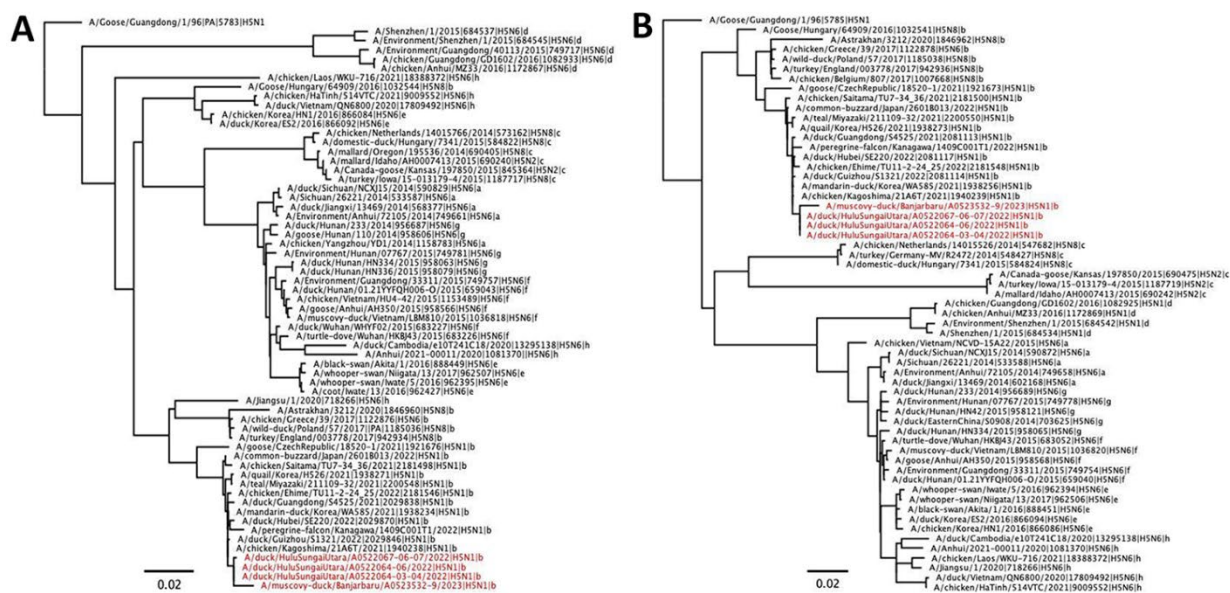 A
A/Goose/Guangdong/1/96|PA|5783|H5N1
A/Shenzhen/1/2015|684537|H5N6|d
A/Environment/Shenzhen/1/2015|684545|H5N6|d
A/Environment/Guangdong/40113/2015|749717|H5N6|d
A/chicken/Guangdong/GD1602/2016|1082933|H5N6|d
A/chicken/Anhui/MZ33/2016|1172867|H5N6|d
A/chicken/Laos/WKU-716/2021|18388372|H5N6|h
A/Goose/Hungary/64909/2016|1032544|H5N8|b
A/chicken/HaTinh/514VTC/2021|9009552|H5N6|h
A/duck/Vietnam/QN6800/2020|17809492|H5N6|h
A/chicken/Korea/HN1/2016|866084|H5N6|e
A/duck/Korea/ES2/2016|866092|H5N6|e
A/chicken/Netherlands/14015766/2014|573162|H5N8|c
A/domestic-duck/Hungary/7341/2015|584822|H5N8|c
A/mallard/Oregon/195536/2014|690405|H5N8|c
A/mallard/Idaho/AH0007413/2015|690240|H5N2|c
A/Canada-goose/Kansas/197850/2015|845364|H5N2|c
A/turkey/Iowa/15-013179-4/2015|1187717|H5N8|c
A/duck/Sichuan/NCXJ15/2014|590829|H5N6|a
A/Sichuan/26221/2014|533587|H5N6|a
A/duck/Jiangxi/13469/2014|568377|H5N6|a
A/Environment/Anhui/72105/2014|749661|H5N6|a
A/duck/Hunan/233/2014|956687|H5N6|g
A/goose/Hunan/110/2014|958606|H5N6|g
A/chicken/Yangzhou/YD1/2014|1158783|H5N6|a
A/Environment/Hunan/07767/2015|749781|H5N6|g
A/duck/Hunan/HN334/2015|958063|H5N6|g
A/duck/Hunan/HN336/2015|958079|H5N6|g
A/Environment/Guangdong/33311/2015|749757|H5N6|f
A/duck/Hunan/01.21YYFQH006-O/2015|659043|H5N6|f
A/chicken/Vietnam/HU4-42/2015|1153489|H5N6|f
A/goose/Anhui/AH350/2015|958566|H5N6|f
A/muscovy-duck/Vietnam/LBM810/2015|1036818|H5N6|f
A/duck/Wuhan/WHYF02/2015|683227|H5N6|f
A/turtle-dove/Wuhan/HKBJ43/2015|683226|H5N6|f
A/duck/Cambodia/e10T241C18/2020|13295138|H5N6|h
A/Anhui/2021-00011/2020|1081370||H5N6|h
A/black-swan/Akita/1/2016|888449|H5N6|e
A/whooper-swan/Niigata/13/2017|962507|H5N6|e
A/whooper-swan/Iwate/5/2016|962395|H5N6|e
A/coot/Iwate/13/2016|962427|H5N6|e
A/Jiangsu/1/2020|718266|H5N6|h
A/Astrakhan/3212/2020|1846960|H5N8|b
A/chicken/Greece/39/2017|1122876|H5N6|b
A/wild-duck/Poland/57/2017||PA|1185036|H5N8|b
A/turkey/England/003778/2017|942934|H5N8|b
A/goose/CzechRepublic/18520-1/2021|1921676|H5N1|b
A/common-buzzard/Japan/2601B013/2022|H5N1|b
A/chicken/Saitama/TU7-34_36/2021|2181498|H5N1|b
A/quail/Korea/H526/2021|1938271|H5N1|b
A/teal/Miyazaki/211109-32/2021|2200548|H5N1|b
A/chicken/Ehime/TU11-2-24_25/2022|2181546|H5N1|b
A/duck/Guangdong/S4525/2021|2029838|H5N1|b
A/mandarin-duck/Korea/WA585/2021|1938234|H5N1|b
A/duck/Hubei/SE220/2022|2029870|H5N1|b
A/peregrine-falcon/Kanagawa/1409C001T1/2022|H5N1|b
A/duck/Guizhou/S1321/2022|2029846|H5N1|b
A/chicken/Kagoshima/21A6T/2021|1940238|H5N1|b
A/duck/HuluSungaiUtara/A0522067-06-07/2022|H5N1|b
A/duck/HuluSungaiUtara/A0522064-06/2022|H5N1|b
A/duck/HuluSungaiUtara/A0522064-03-04/2022|H5N1|b
A/muscovy-duck/Banjarbaru/A0523532-9/2023|H5N1|b
0.02
B
A/Goose/Guangdong/1/96|5785|H5N1
A/Goose/Hungary/64909/2016|1032541|H5N8|b
A/Astrakhan/3212/2020|1846962|H5N8|b
A/chicken/Greece/39/2017|1122878|H5N6|b
A/wild-duck/Poland/57/2017|1185038|H5N8|b
A/turkey/England/003778/2017|942936|H5N8|b
A/chicken/Belgium/807/2017|1007668|H5N8|b
A/goose/CzechRepublic/18520-1/2021|1921673|H5N1|b
A/chicken/Saitama/TU7-34_36/2021|2181500|H5N1|b
A/common-buzzard/Japan/2601B013/2022|H5N1|b
A/teal/Miyazaki/211109-32/2021|2200550|H5N1|b
A/quail/Korea/H526/2021|1938273|H5N1|b
A/duck/Guangdong/S4525/2021|2081113|H5N1|b
A/peregrine-falcon/Kanagawa/1409C001T1/2022|H5N1|b
A/duck/Hubei/SE220/2022|2081117|H5N1|b
A/chicken/Ehime/TU11-2-24_25/2022|2181548|H5N1|b
A/duck/Guizhou/S1321/2022|2081114|H5N1|b
A/mandarin-duck/Korea/WA585/2021|1938256|H5N1|b
A/chicken/Kagoshima/21A6T/2021|1940239|H5N1|b
A/muscovy-duck/Banjarbaru/A0523532-9/2023|H5N1|b
A/duck/HuluSungaiUtara/A0522067-06-07/2022|H5N1|b
A/duck/HuluSungaiUtara/A0522064-06/2022|H5N1|b
A/duck/HuluSungaiUtara/A0522064-03-04/2022|H5N1|b
A/chicken/Netherlands/14015526/2014|547682|H5N8|c
A/turkey/Germany-MV/R2472/2014|548427|H5N8|c
A/domestic-duck/Hungary/7341/2015|584824|H5N8|c
A/Canada-goose/Kansas/197850/2015|690475|H5N2|c
A/turkey/Iowa/15-013179-4/2015|1187719|H5N2|c
A/mallard/Idaho/AH0007413/2015|690242|H5N2|c
A/chicken/Guangdong/GD1602/2016|1082925|H5N1|d
A/chicken/Anhui/MZ33/2016|1172869|H5N1|d
A/Environment/Shenzhen/1/2015|684542|H5N1|d
A/Shenzhen/1/2015|684534|H5N1|d
A/chicken/Vietnam/NCVD-15A22/2015|H5N6|a
A/duck/Sichuan/NCXJ15/2014|590872|H5N6|a
A/Sichuan/26221/2014|533588|H5N6|a
A/Environment/Anhui/72105/2014|749658|H5N6|a
A/duck/Jiangxi/13469/2014|602168|H5N6|a
A/duck/Hunan/233/2014|956689|H5N6|g
A/Environment/Hunan/07767/2015|749778|H5N6|g
A/duck/Hunan/HN42/2015|958121|H5N6|g
A/duck/EasternChina/S0908/2014|703625|H5N6|g
A/duck/Hunan/HN334/2015|958065|H5N6|g
A/turtle-dove/Wuhan/HKBJ43/2015|683052|H5N6|f
A/muscovy-duck/Vietnam/LBM810/2015|1036820|H5N6|f
A/goose/Anhui/AH350/2015|958568|H5N6|f
A/Environment/Guangdong/33311/2015|749754|H5N6|f
A/duck/Hunan/01.21YYFQH006-O/2015|659040|H5N6|f
A/whooper-swan/Iwate/5/2016|962394|H5N6|e
A/whooper-swan/Niigata/13/2017|962506|H5N6|e
A/black-swan/Akita/1/2016|888451|H5N6|e
A/duck/Korea/ES2/2016|866094|H5N6|e
A/chicken/Korea/HN1/2016|866086|H5N6|e
A/duck/Cambodia/e10T241C18/2020|13295138|H5N6|h
A/Anhui/2021-00011/2020|1081370|H5N6|h
A/chicken/Laos/WKU-716/2021|18388372|H5N6|h
A/Jiangsu/1/2020|718266|H5N6|h
A/duck/Vietnam/QN6800/2020|17809492|H5N6|h
A/chicken/HaTinh/514VTC/2021|9009552|H5N6|h
0.02